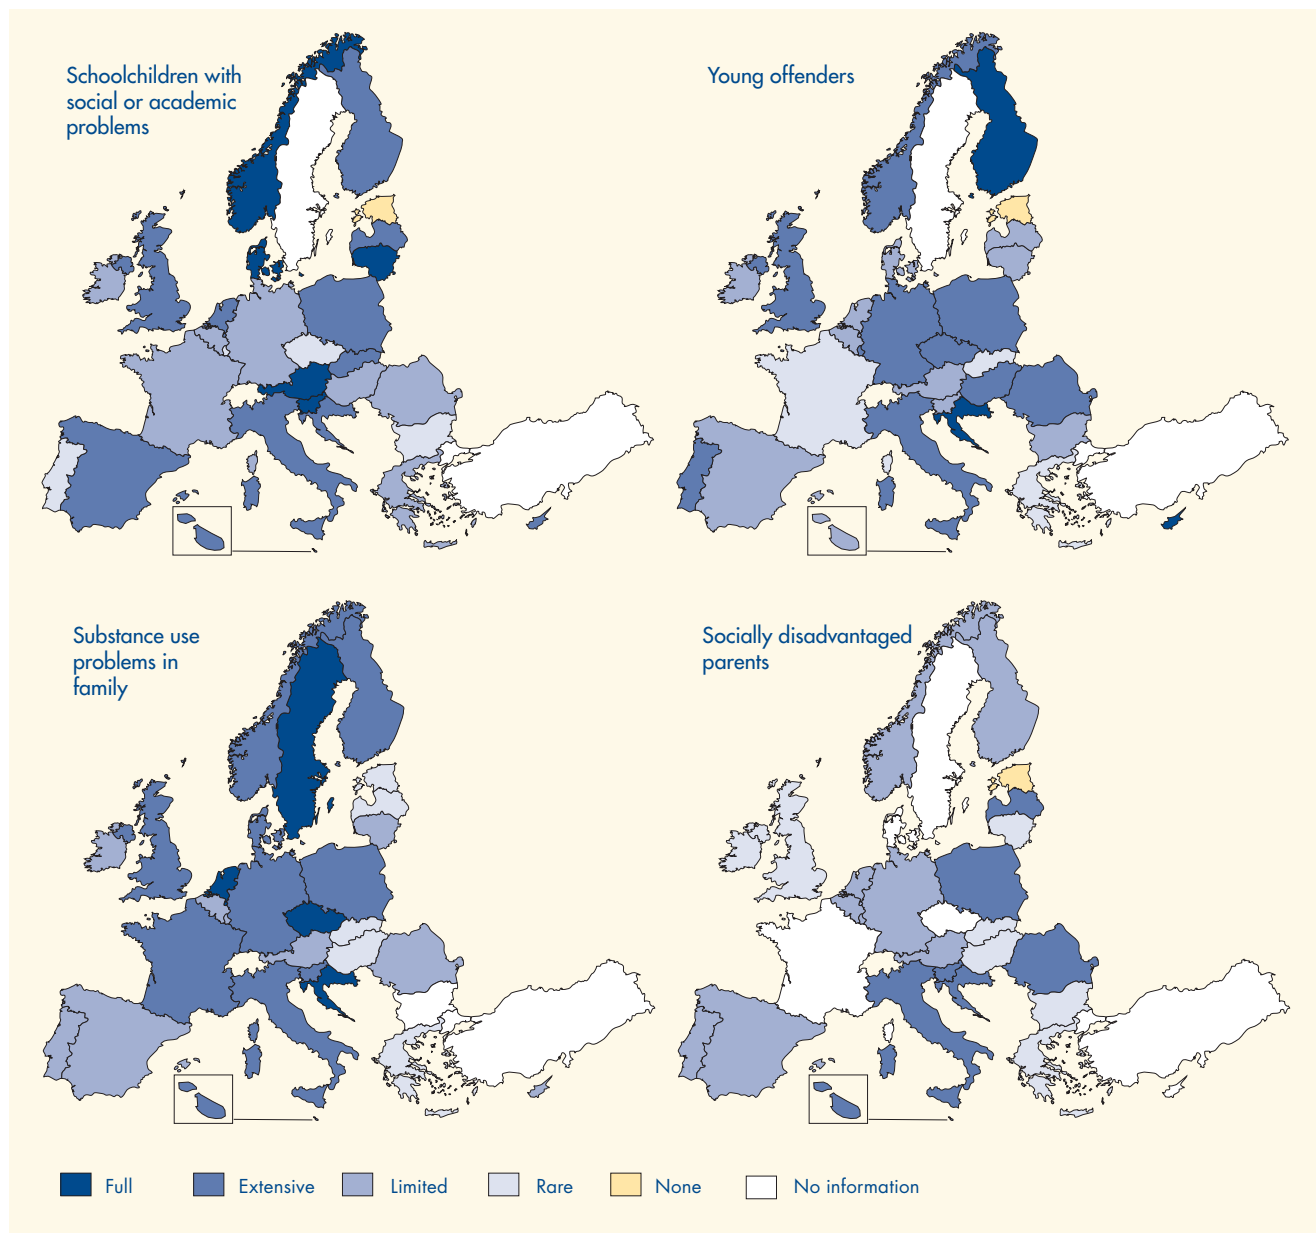 Schoolchildren with
social or academic
problems
Young offenders
Substance use
problems in
family
Socially disadvantaged
parents
Full
Extensive
Limited
Rare
None
No information